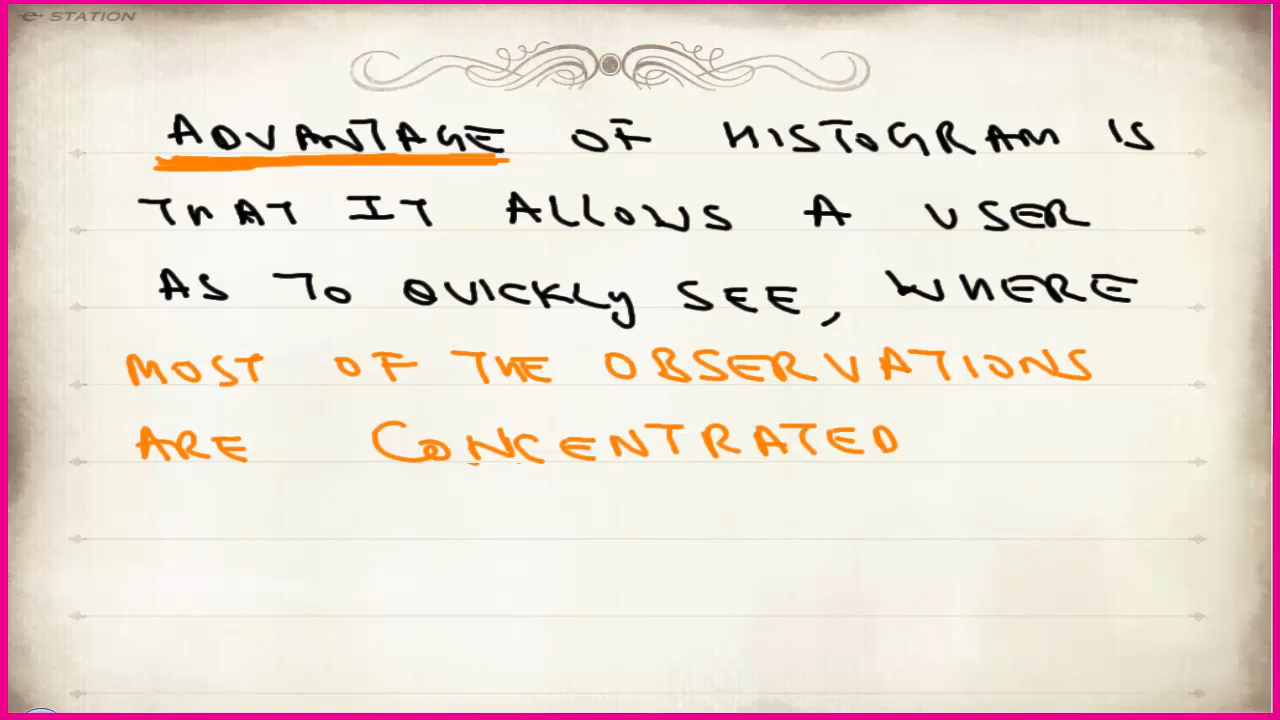 e-STATION
ADVANTAGE OF HISTOGRAM IS
THAT IT ALLOWS A USER
AS TO QUICKLY SEE, WHERE
MOST OF THE OBSERVATIONS
ARE CONCENTRATED